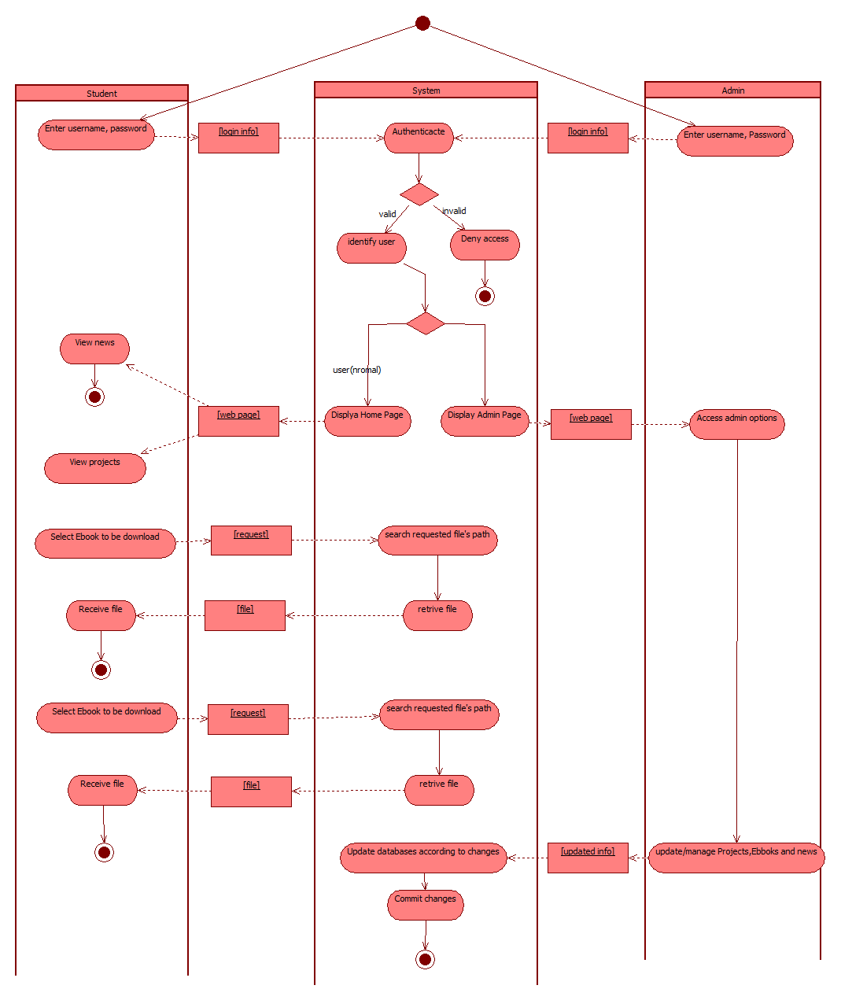 Student
System
Admin
Enter username, password
[login info]
Authenticacte
[login info]
Enter username, Password
valid
invalid
identify user
Deny access
View news
user(nromal)
[web page]
Displya Home Page
Display Admin Page
[web page]
Access admin options
View projects
Select Ebook to be download
[request]
search requested file's path
Receive file
[file]
retrive file
Select Ebook to be download
[request]
search requested file's path
Receive file
[file]
retrive file
Update databases according to changes
[updated info]
update/manage Projects,Ebboks and news
Commit changes